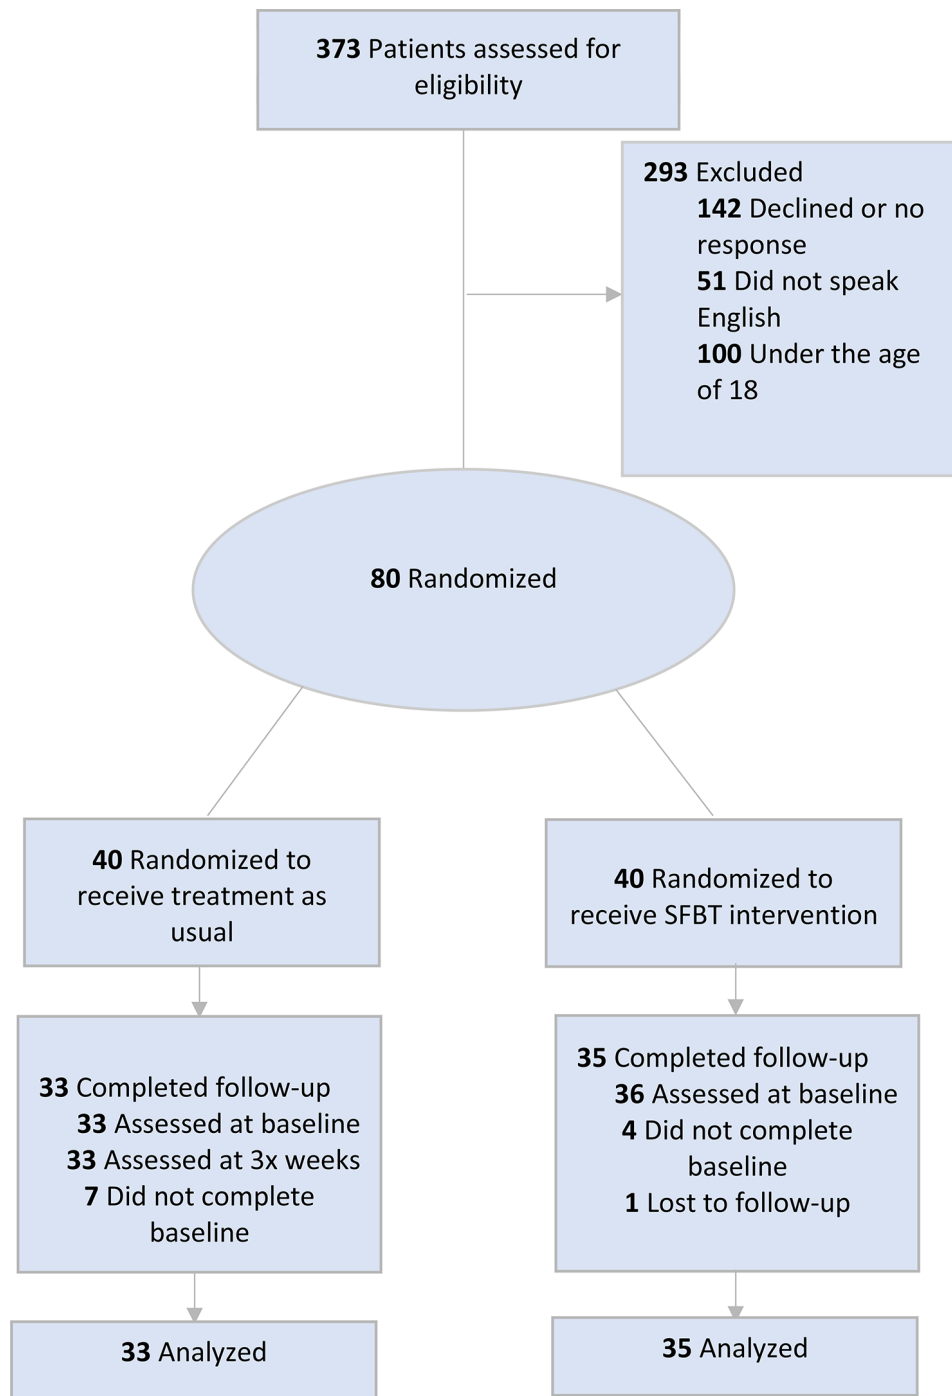 373 Patients assessed for
eligibility
293 Excluded
142 Declined or no
response
51 Did not speak
English
100 Under the age
of 18
80 Randomized
40 Randomized to
receive treatment as
usual
40 Randomized to
receive SFBT intervention
33 Completed follow-up
33 Assessed at baseline
33 Assessed at 3x weeks
7 Did not complete
baseline
35 Completed follow-up
36 Assessed at baseline
4 Did not complete
baseline
1 Lost to follow-up
33 Analyzed
35 Analyzed